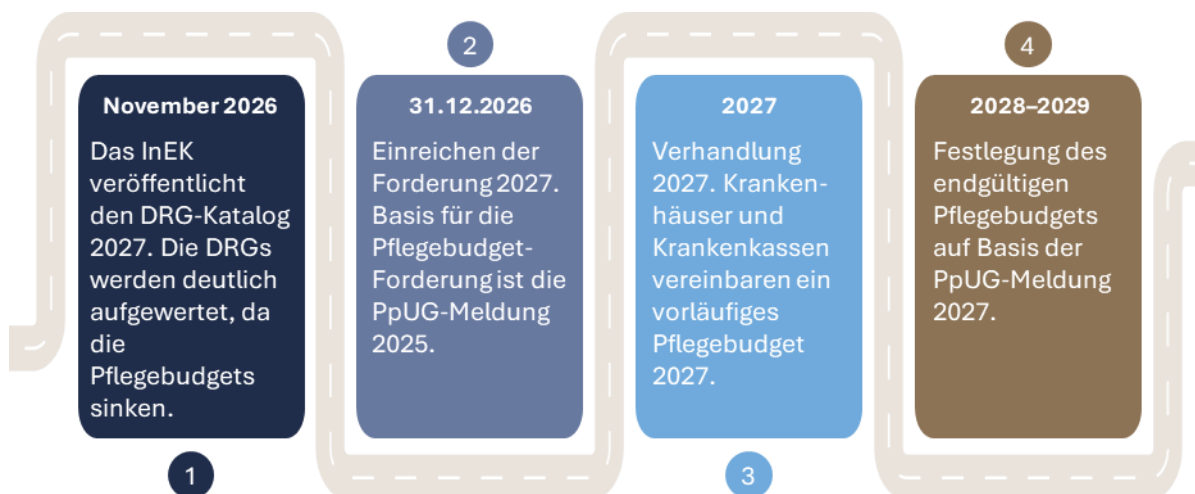 November 2026
Das InEK
veröffentlicht
den DRG-Katalog
2027. Die DRGs
werden deutlich
aufgewertet, da
die
Pflegebudgets
sinken.
1
2
31.12.2026
Einreichen der
Forderung 2027.
Basis für die
Pflegebudget-
Forderung ist die
PpUG-Meldung
2025.
2027
Verhandlung
2027. Kranken-
häuser und
Krankenkassen
vereinbaren ein
vorläufiges
Pflegebudget
2027.
3
4
2028–2029
Festlegung des
endgültigen
Pflegebudgets
auf Basis der
PpUG-Meldung
2027.